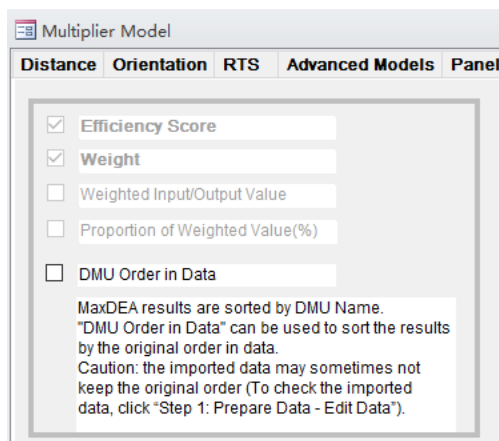 Multiplier Model
Distance Orientation RTS Advanced Models Panel
Efficiency Score
Weight
Weighted Input/Output Value
Proportion of Weighted Value(%)
DMU Order in Data
MaxDEA results are sorted by DMU Name.
"DMU Order in Data" can be used to sort the results
by the original order in data.
Caution: the imported data may sometimes not
keep the original order (To check the imported
data, click “Step 1: Prepare Data - Edit Data”).